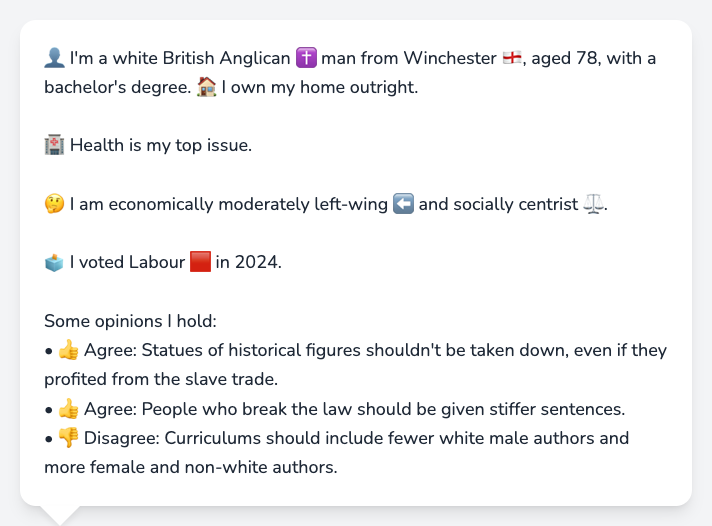 👤 I'm a white British Anglican ✝️ man from Winchester 🏴󠁧󠁢󠁥󠁮󠁧󠁿, aged 78, with a
bachelor's degree. 🏠 I own my home outright.
🏥 Health is my top issue.
🤔 I am economically moderately left-wing ⬅️ and socially centrist ⚖️.
🗳️ I voted Labour 🟥 in 2024.
Some opinions I hold:
• 👍 Agree: Statues of historical figures shouldn't be taken down, even if they
profited from the slave trade.
• 👍 Agree: People who break the law should be given stiffer sentences.
• 👎 Disagree: Curriculums should include fewer white male authors and
more female and non-white authors.